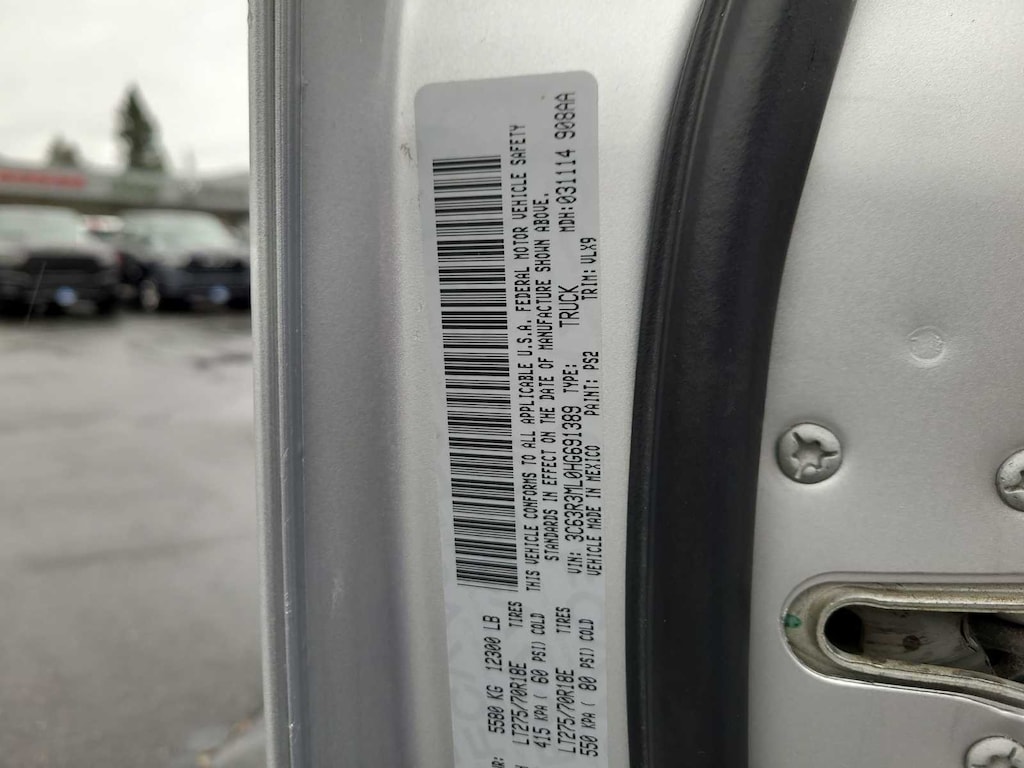 5580 KG 12300 LB
LT275/70R18E TIRES
415 KPA ( 60 PSI) COLD
LT275/70R18E TIRES
550 KPA ( 80 PSI) COLD
THIS VEHICLE CONFORMS TO ALL APPLICABLE U.S.A. FEDERAL MOTOR VEHICLE SAFETY
STANDARDS IN EFFECT ON THE DATE OF MANUFACTURE SHOWN ABOVE.
VIN: 3C63R3ML0HG691389 TYPE: TRUCK MDH:031114 908AA
VEHICLE MADE IN MEXICO PAINT: PS2 TRIM: VLX9